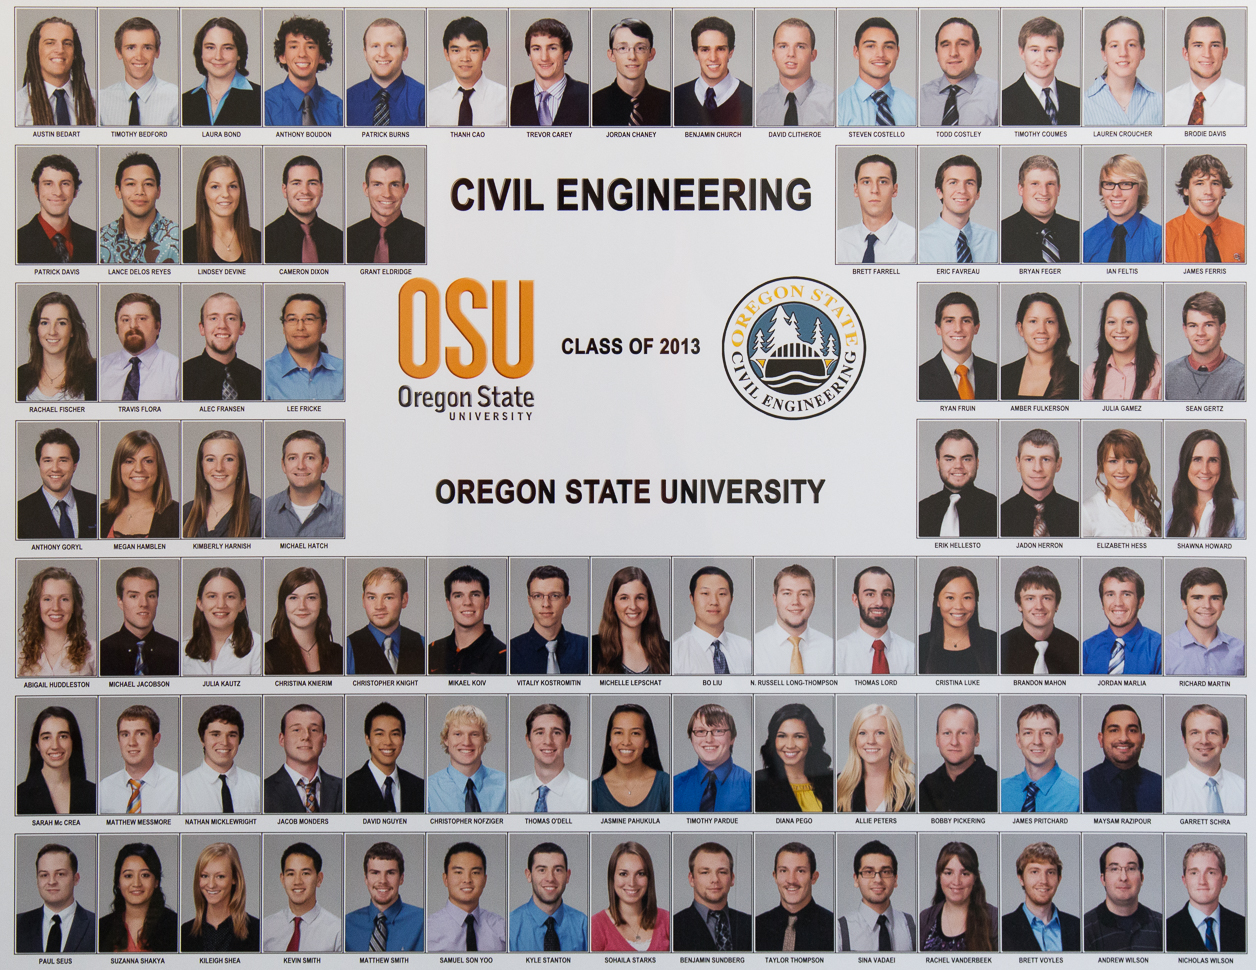 AUSTIN BEDART TIMOTHY BEDFORD LAURA BOND ANTHONY BOUDON PATRICK BURNS THANH CAO TREVOR CAREY JORDAN CHANEY BENJAMIN CHURCH DAVID CLITHEROE STEVEN COSTELLO TODD COSTLEY TIMOTHY COUMES LAUREN CROUCHER BRODIE DAVIS
CIVIL ENGINEERING
PATRICK DAVIS LANCE DELOS REYES LINDSEY DEVINE CAMERON DIXON GRANT ELDRIDGE BRETT FARRELL ERIC FAVREAU BRYAN FEGER IAN FELTIS JAMES FERRIS
OSU
Oregon State
UNIVERSITY
CLASS OF 2013
OREGON STATE
CIVIL ENGINEERING
RACHAEL FISCHER TRAVIS FLORA ALEC FRANSEN LEE FRICKE RYAN FRUIN AMBER FULKERSON JULIA GAMEZ SEAN GERTZ
OREGON STATE UNIVERSITY
ANTHONY GORYL MEGAN HAMBLEN KIMBERLY HARNISH MICHAEL HATCH ERIK HELLESTO JADON HERRON ELIZABETH HESS SHAWNA HOWARD
ABIGAIL HUDDLESTON MICHAEL JACOBSON JULIA KAUTZ CHRISTINA KNIERIM CHRISTOPHER KNIGHT MIKAEL KOIV VITALIY KOSTROMITIN MICHELLE LEPSCHAT BO LIU N. RUSSELL LONG-THOMPSON THOMAS LORD CRISTINA LUKE BRANDON MAHON JORDAN MARLIA RICHARD MARTIN
SARAH Mc CREA MATTHEW MESSMORE NATHAN MICKLEWRIGHT JACOB MONDERS DAVID NGUYEN CHRISTOPHER NOFZIGER THOMAS O'DELL JASMINE PAHUKULA TIMOTHY PARDUE DIANA PEGO ALLIE PETERS BOBBY PICKERING JAMES PRITCHARD MAYSAM RAZIPOUR GARRETT SCHRA
PAUL SEUS SUZANNA SHAKYA KILEIGH SHEA KEVIN SMITH MATTHEW SMITH SAMUEL SON YOO KYLE STANTON SOHAILA STARKS BENJAMIN SUNDBERG TAYLOR THOMPSON SINA VADAEI RACHEL VANDERBEEK BRETT VOYLES ANDREW WILSON NICHOLAS WILSON